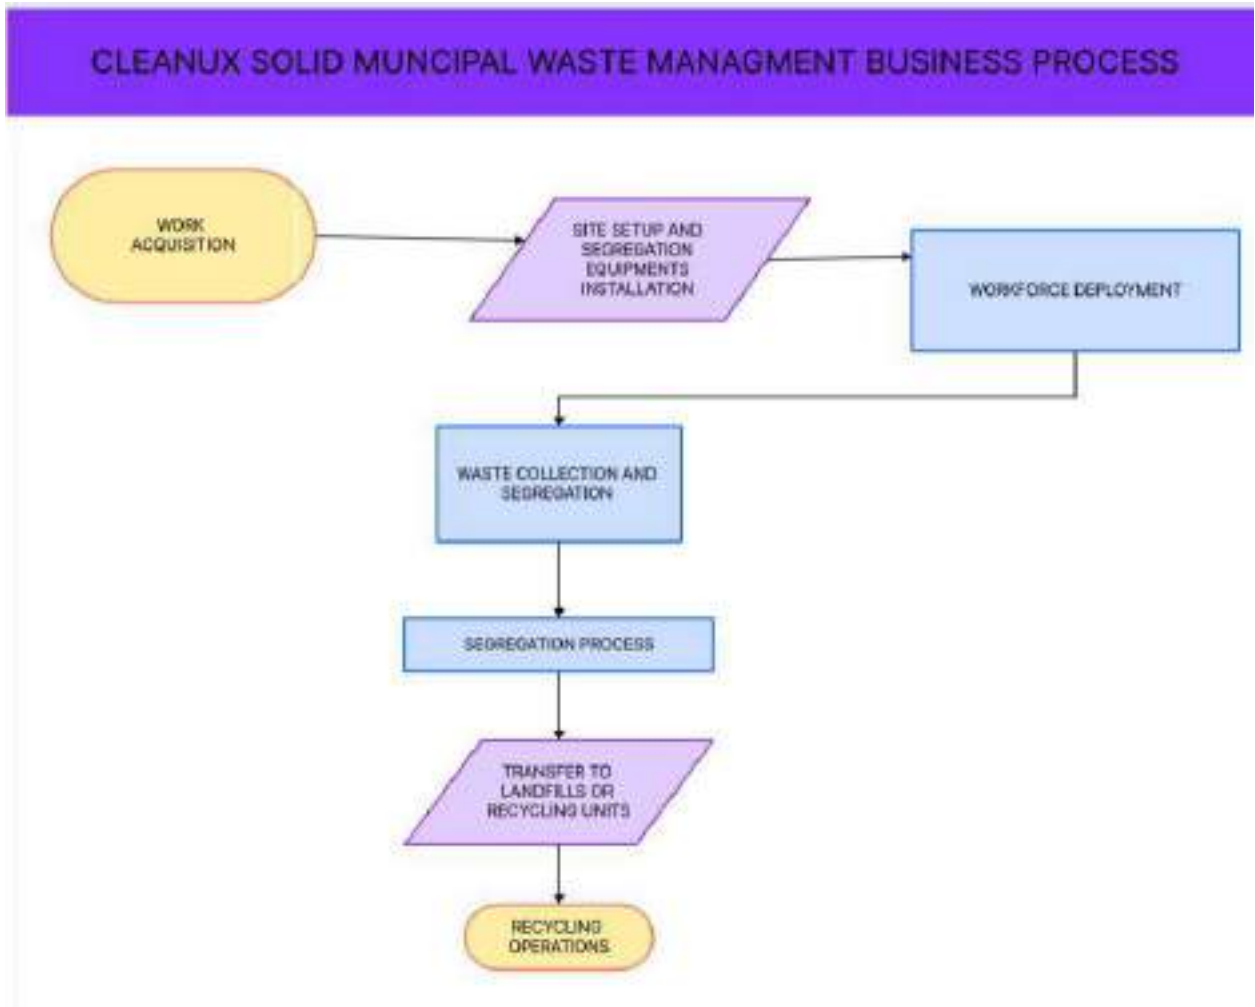 CLEANUX SOLID MUNCIPAL WASTE MANAGMENT BUSINESS PROCESS
WORK
ACQUISITION
SITE SETUP AND
SEGREGATION
EQUIPMENTS
INSTALLATION
WORKFORCE DEPLOYMENT
WASTE COLLECTION AND
SEGREGATION
SEGREGATION PROCESS
TRANSFER TO
LANDFILLS OR
RECYCLING UNITS
RECYCLING
OPERATIONS